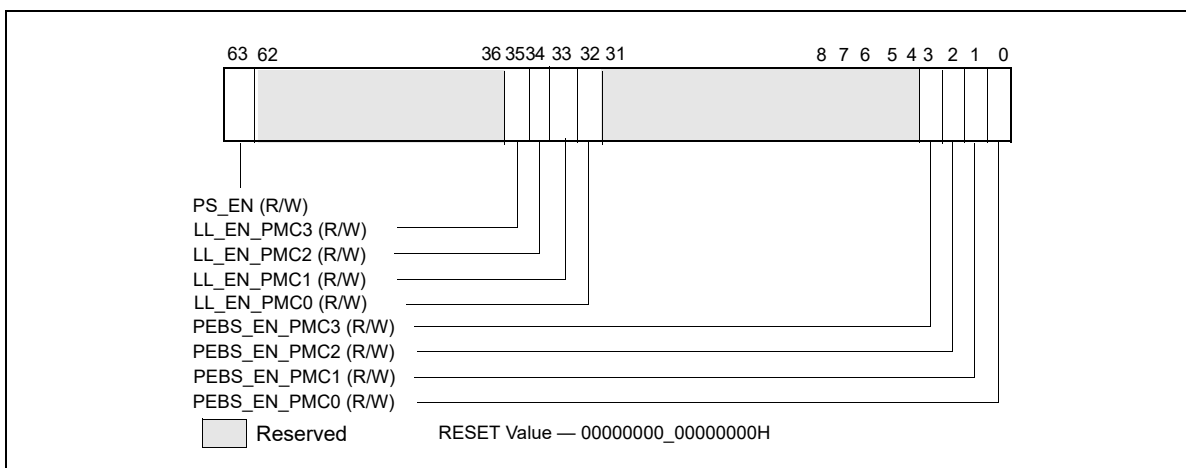 63 62 36 35 34 33 32 31 8 7 6 5 4 3 2 1 0
PS_EN (R/W)
LL_EN_PMC3 (R/W)
LL_EN_PMC2 (R/W)
LL_EN_PMC1 (R/W)
LL_EN_PMC0 (R/W)
PEBS_EN_PMC3 (R/W)
PEBS_EN_PMC2 (R/W)
PEBS_EN_PMC1 (R/W)
PEBS_EN_PMC0 (R/W)
Reserved RESET Value — 00000000_00000000H